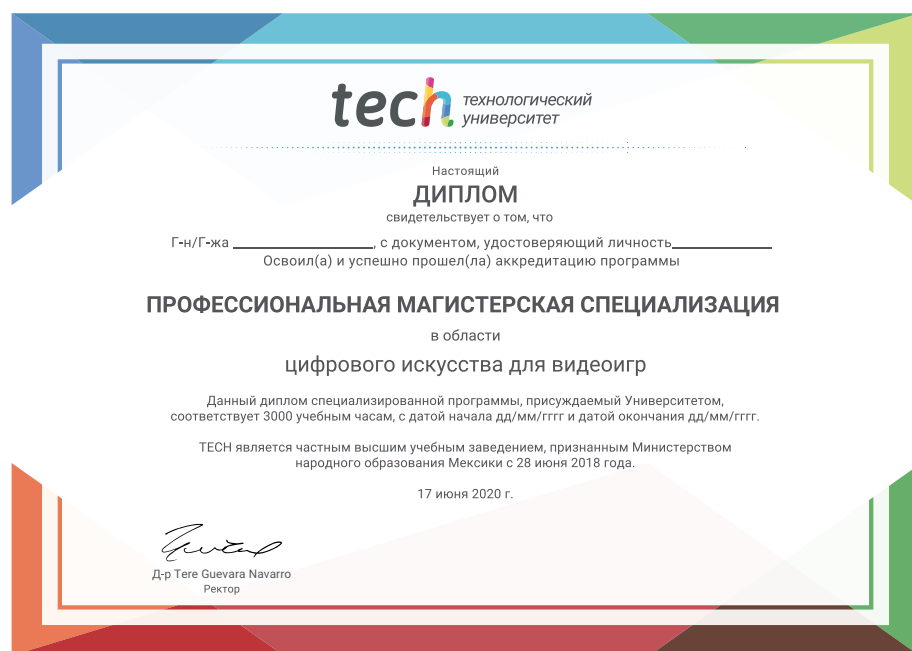 tech технологический
университет
Настоящий
ДИПЛОМ
свидетельствует о том, что
Г-н/Г-жа ____________________, с документом, удостоверяющий личность______________
Освоил(а) и успешно прошел(ла) аккредитацию программы
ПРОФЕССИОНАЛЬНАЯ МАГИСТЕРСКАЯ СПЕЦИАЛИЗАЦИЯ
в области
цифрового искусства для видеоигр
Данный диплом специализированной программы, присуждаемый Университетом,
соответствует 3000 учебным часам, с датой начала дд/мм/гггг и датой окончания дд/мм/гггг.
TECH является частным высшим учебным заведением, признанным Министерством
народного образования Мексики с 28 июня 2018 года.
17 июня 2020 г.
Д-р Tere Guevara Navarro
Ректор